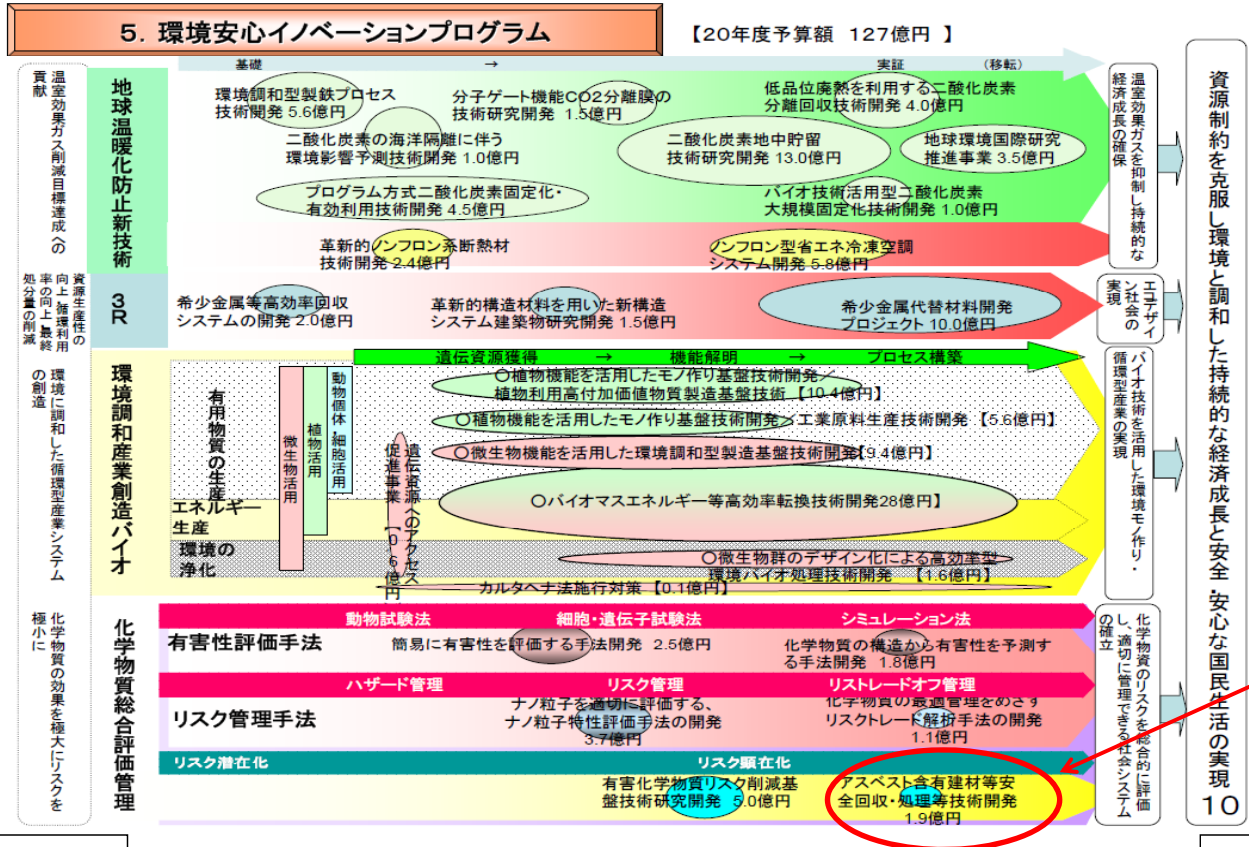 5. 環境安心イノベーションプログラム
【20年度予算額 127億円 】
基礎
→
実証
(移転)
温室効果ガス削減目標達成への
貢献
地球温暖化防止新技術
環境調和型製鉄プロセス
技術開発 5.6億円
分子ゲート機能CO2分離膜の
技術研究開発 1.5億円
低品位廃熱を利用する二酸化炭素
分離回収技術開発 4.0億円
二酸化炭素の海洋隔離に伴う
環境影響予測技術開発 1.0億円
二酸化炭素地中貯留
技術研究開発 13.0億円
地球環境国際研究
推進事業 3.5億円
プログラム方式二酸化炭素固定化・
有効利用技術開発 4.5億円
バイオ技術活用型二酸化炭素
大規模固定化技術開発 1.0億円
革新的ノンフロン系断熱材
技術開発 2.4億円
ノンフロン型省エネ冷凍空調
システム開発 5.8億円
温室効果ガスを抑制し持続的な
経済成長の確保
資源生産性の
向上、循環利用
率の向上、最終
処分量の削減
3R
希少金属等高効率回収
システムの開発 2.0億円
革新的構造材料を用いた新構造
システム建築物研究開発 1.5億円
希少金属代替材料開発
プロジェクト 10.0億円
エコデザイ
ン社会の
実現
環境に調和した循環型産業システム
の創造
環境調和産業創造バイオ
遺伝資源獲得 → 機能解明 → プロセス構築
有用物質の生産
微生物活用
植物活用
動物個体・細胞活用
エネルギー
生産
環境の
浄化
遺伝資源へのアクセス
促進事業 【0.6億円】
○植物機能を活用したモノ作り基盤技術開発/
植物利用高付加価値物質製造基盤技術 【10.4億円】
○植物機能を活用したモノ作り基盤技術開発/工業原料生産技術開発 【5.6億円】
○微生物機能を活用した環境調和型製造基盤技術開発【9.4億円】
○バイオマスエネルギー等高効率転換技術開発28億円】
○微生物群のデザイン化による高効率型
環境バイオ処理技術開発 【1.6億円】
カルタヘナ法施行対策 【0.1億円】
バイオ技術を活用した環境モノ作り・
循環型産業の実現
化学物質の効果を極大にリスクを
極小に
化学物質総合評価管理
動物試験法
細胞・遺伝子試験法
シミュレーション法
有害性評価手法
簡易に有害性を評価する手法開発 2.5億円
化学物質の構造から有害性を予測す
る手法開発 1.8億円
ハザード管理
リスク管理
リストレードオフ管理
リスク管理手法
ナノ粒子を適切に評価する、
ナノ粒子特性評価手法の開発
3.7億円
化学物質の最適管理をめざす
リスクトレード解析手法の開発
1.1億円
リスク潜在化
リスク顕在化
有害化学物質リスク削減基
盤技術研究開発 5.0億円
アスベスト含有建材等安
全回収・処理等技術開発
1.9億円
化学物資のリスクを総合的に評価
し、適切に管理できる社会システム
の確立
資源制約を克服し環境と調和した持続的な経済成長と安全・安心な国民生活の実現
10